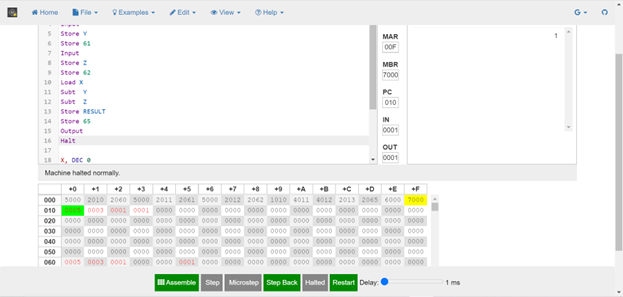 Home File Examples Edit View Help G
4 Input
5 Store Y
6 Store 61
7 Input
8 Store Z
9 Store 62
10 Load X
11 Subt Y
12 Subt Z
13 Store RESULT
14 Store 65
15 Output
16 Halt
17
18 X, DEC 0
MAR
00F
MBR
7000
PC
010
IN
0001
OUT
0001
1
Machine halted normally.
+0 +1 +2 +3 +4 +5 +6 +7 +8 +9 +A +B +C +D +E +F
000 5000 2010 2060 5000 2011 2061 5000 2012 2062 1010 4011 4012 2013 2065 6000 7000
010 0005 0003 0001 0001 0000 0000 0000 0000 0000 0000 0000 0000 0000 0000 0000 0000
020 0000 0000 0000 0000 0000 0000 0000 0000 0000 0000 0000 0000 0000 0000 0000 0000
030 0000 0000 0000 0000 0000 0000 0000 0000 0000 0000 0000 0000 0000 0000 0000 0000
040 0000 0000 0000 0000 0000 0000 0000 0000 0000 0000 0000 0000 0000 0000 0000 0000
050 0000 0000 0000 0000 0000 0000 0000 0000 0000 0000 0000 0000 0000 0000 0000 0000
060 0005 0003 0001 0000 0000 0001 0000 0000 0000 0000 0000 0000 0000 0000 0000 0000
Assemble Step Microstep Step Back Halted Restart Delay: 1 ms